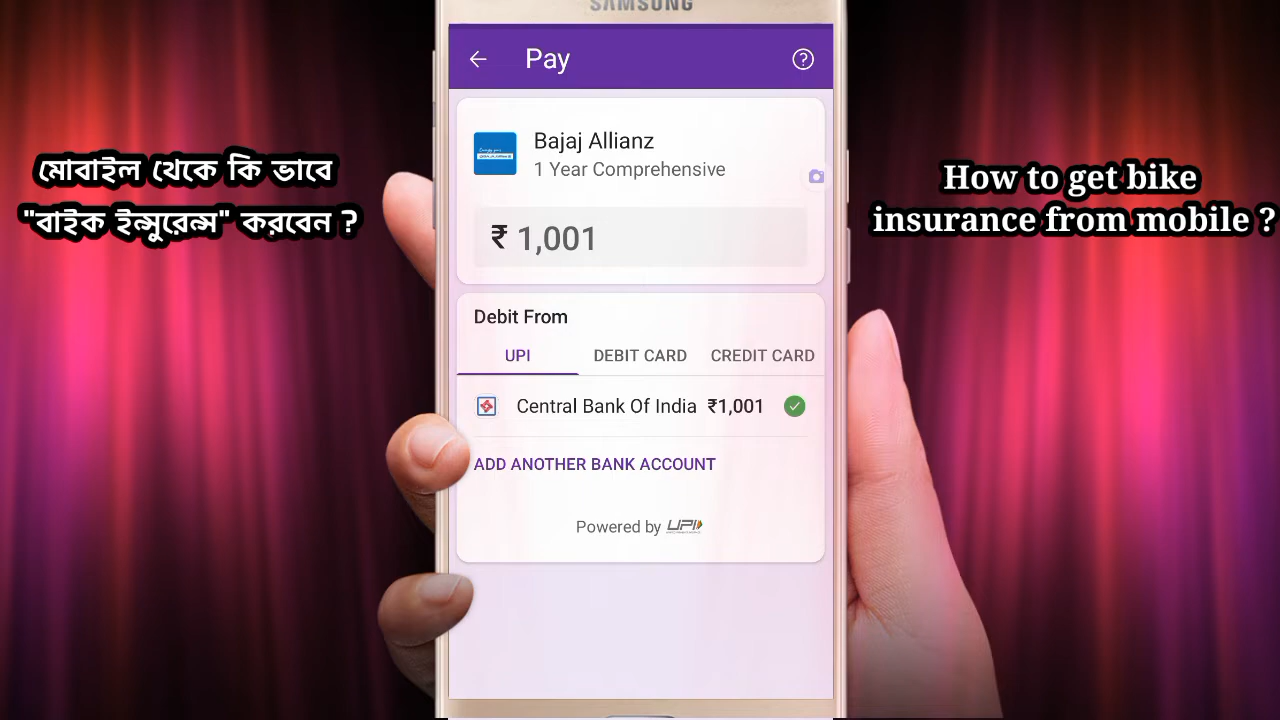 SAMSUNG
Pay
মোবাইল থেকে কি ভাবে
"বাইক ইন্সুরেন্স" করবেন ?
Bajaj Allianz
1 Year Comprehensive
How to get bike
insurance from mobile ?
₹ 1,001
Debit From
UPI DEBIT CARD CREDIT CARD
Central Bank Of India ₹1,001
ADD ANOTHER BANK ACCOUNT
Powered by UPI